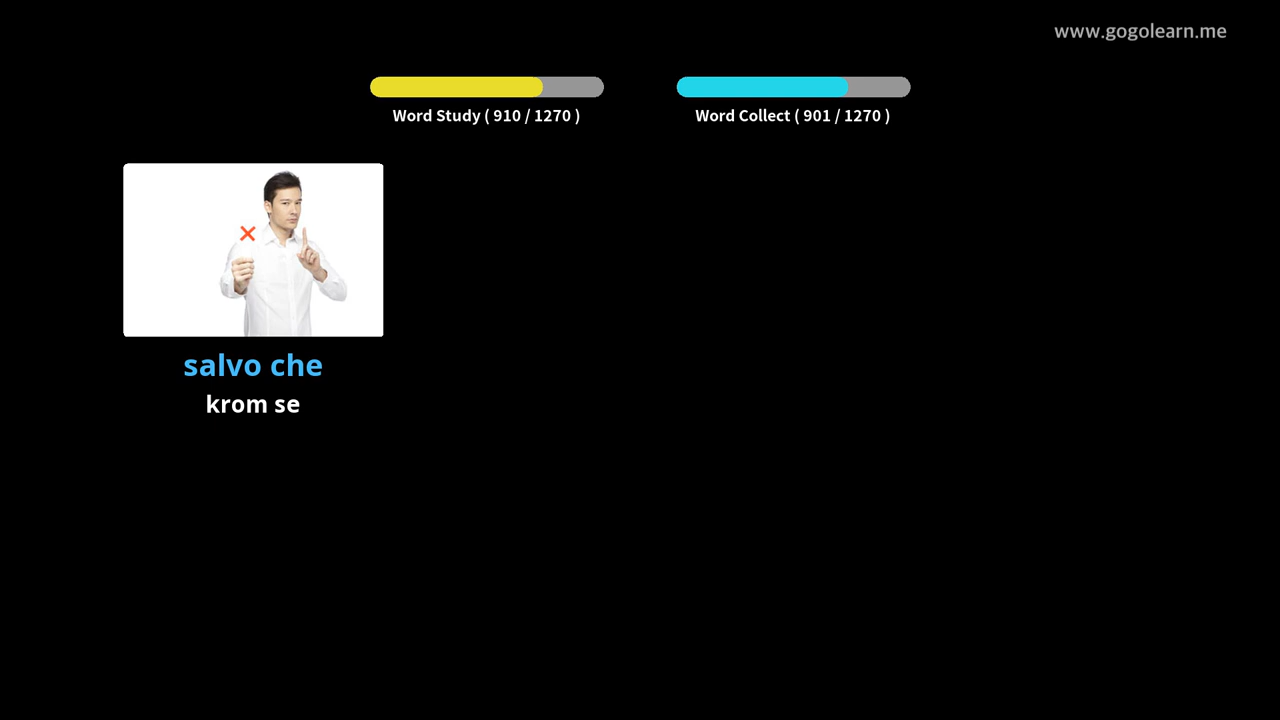 www.gogolearn.me
Word Study ( 910 / 1270 )
Word Collect ( 901 / 1270 )
salvo che
krom se